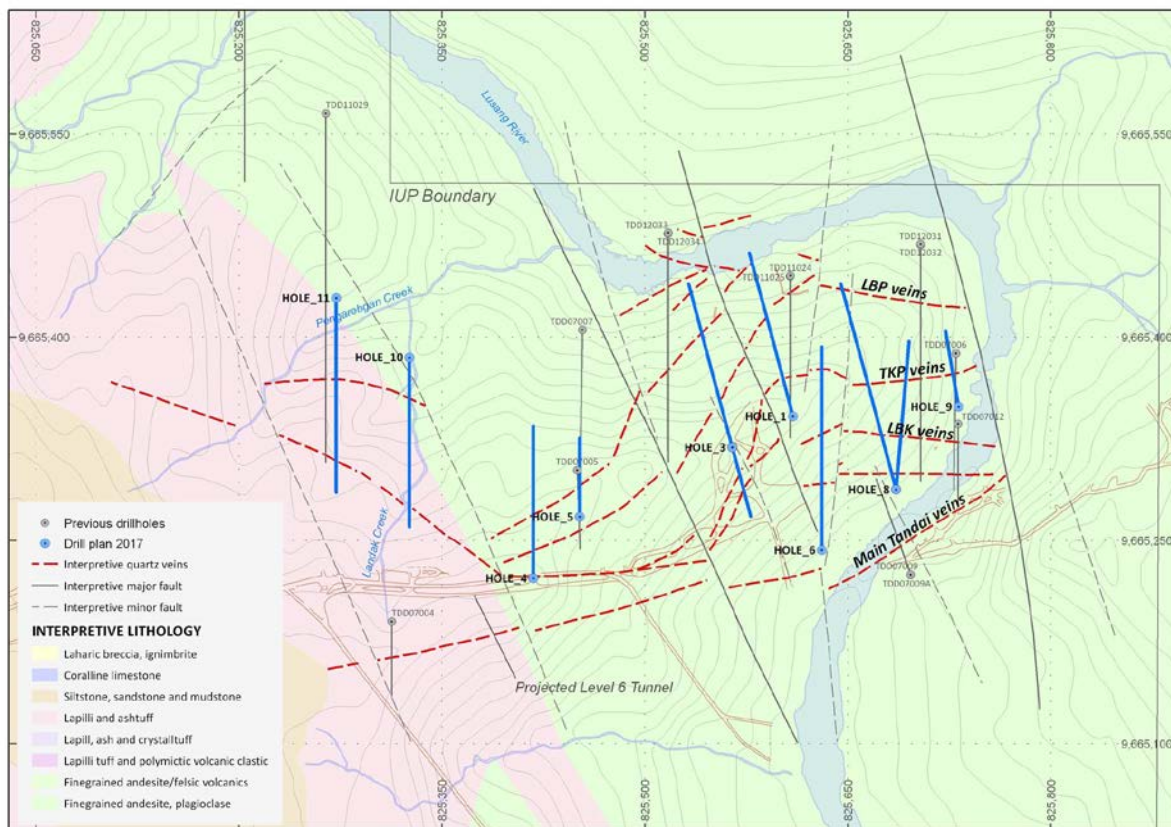 825,050
825,200
825,350
825,500
825,650
825,800
TDD11029
9,665,550
9,665,550
Lusang River
IUP Boundary
TDD12033
TDD12034
TDD12031
TDD12032
TDD11024
TDD11025
LBP veins
HOLE_11
Pengarobgan Creek
TDD07007
9,665,400
9,665,400
HOLE_10
TDD07006
TKP veins
HOLE_9
HOLE_1
TDD07012
LBK veins
HOLE_3
TDD07005
HOLE_8
HOLE_5
Main Tandai veins
Landak Creek
HOLE_6
9,665,250
HOLE_4
TDD07009
TDD07009A
TDD07004
Projected Level 6 Tunnel
9,665,100
825,350
825,500
825,650
825,800
Previous drillholes
Drill plan 2017
Interpretive quartz veins
Interpretive major fault
Interpretive minor fault
INTERPRETIVE LITHOLOGY
Laharic breccia, ignimbrite
Coralline limestone
Siltstone, sandstone and mudstone
Lapilli and ashtuff
Lapill, ash and crystalltuff
Lapilli tuff and polymictic volcanic clastic
Finegrained andesite/felsic volcanics
Finegrained andesite, plagioclase